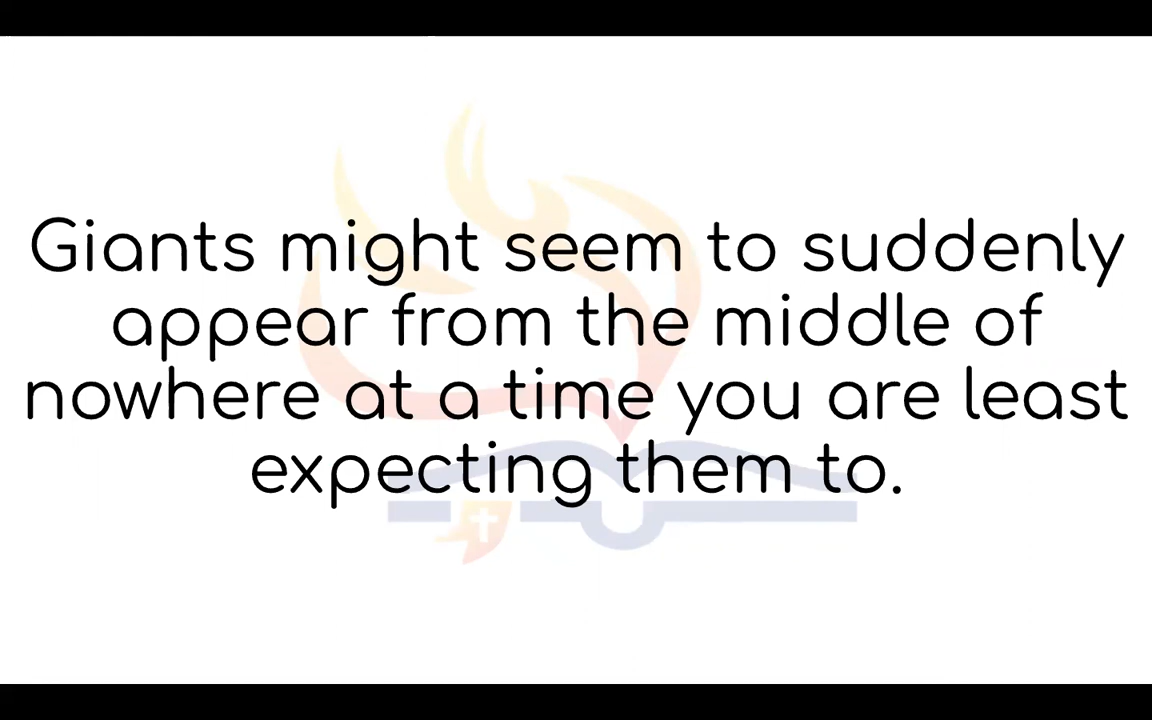 Giants might seem to suddenly
appear from the middle of
nowhere at a time you are least
expecting them to.